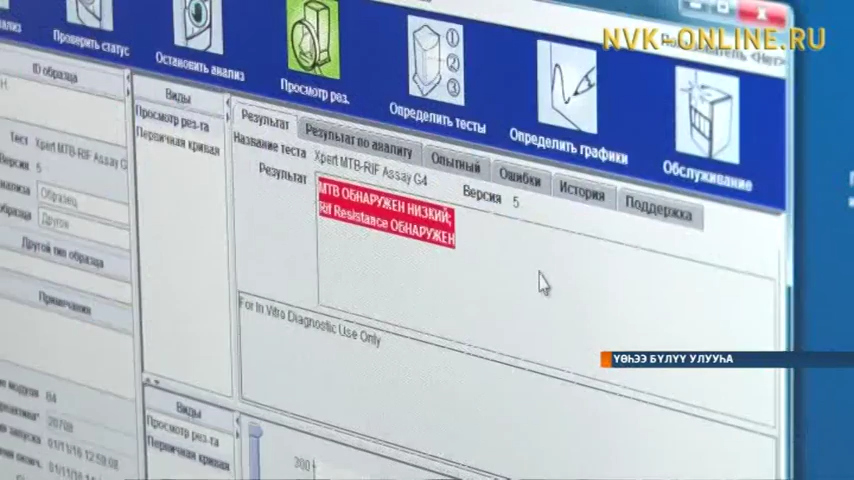 NVK-ONLINE.RU
Проверить статус
Остановить анализ
Просмотр рез.
Определить тесты
Определить графики
Обслуживание
ID образца
Тест Xpert MTB-RIF Assay G
Версия 5
Образец
Другое
Другой тип образца
Примечания
Виды
Просмотр рез-та
Первичная кривая
Результат
Результат по аналиту
Опытный
Ошибки
История
Поддержка
Название теста Xpert MTB-RIF Assay G4
Версия 5
Результат
МТВ ОБНАРУЖЕН НИЗКИЙ;
Rif Resistance ОБНАРУЖЕН
For In Vitro Diagnostic Use Only
ҮӨҺЭЭ БҮЛҮҮ УЛУУҺА
Виды
Просмотр рез-та
Первичная кривая
300